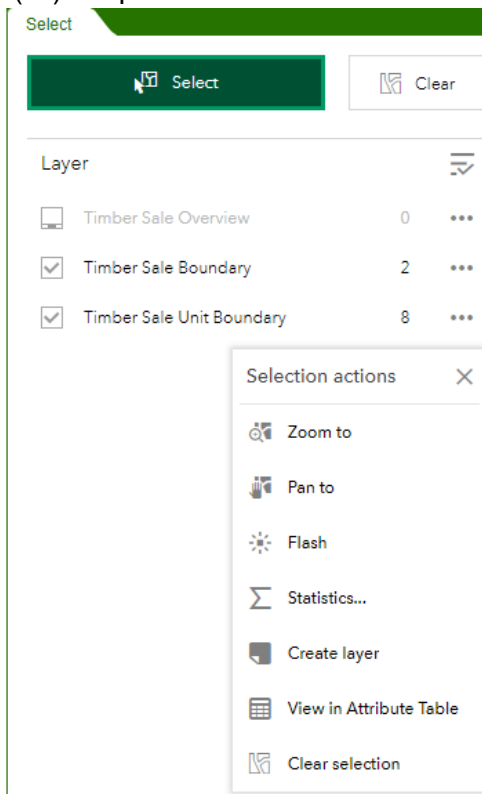 Select
Select
Clear
Layer
Timber Sale Overview 0
Timber Sale Boundary 2
Timber Sale Unit Boundary 8
Selection actions
Zoom to
Pan to
Flash
Statistics...
Create layer
View in Attribute Table
Clear selection